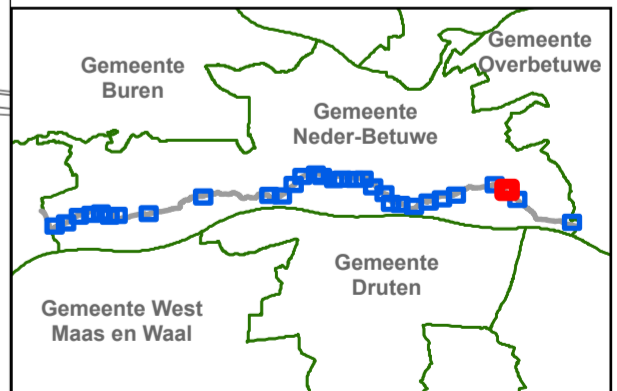 Gemeente
Overbetuwe
Gemeente
Buren
Gemeente
Neder-Betuwe
Gemeente
Druten
Gemeente West
Maas en Waal